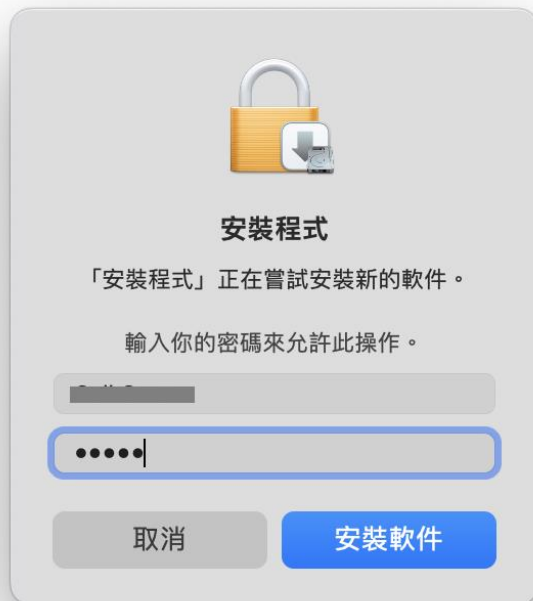 安裝程式
「安裝程式」正在嘗試安裝新的軟件。
輸入你的密碼來允許此操作。
•••••
取消
安裝軟件